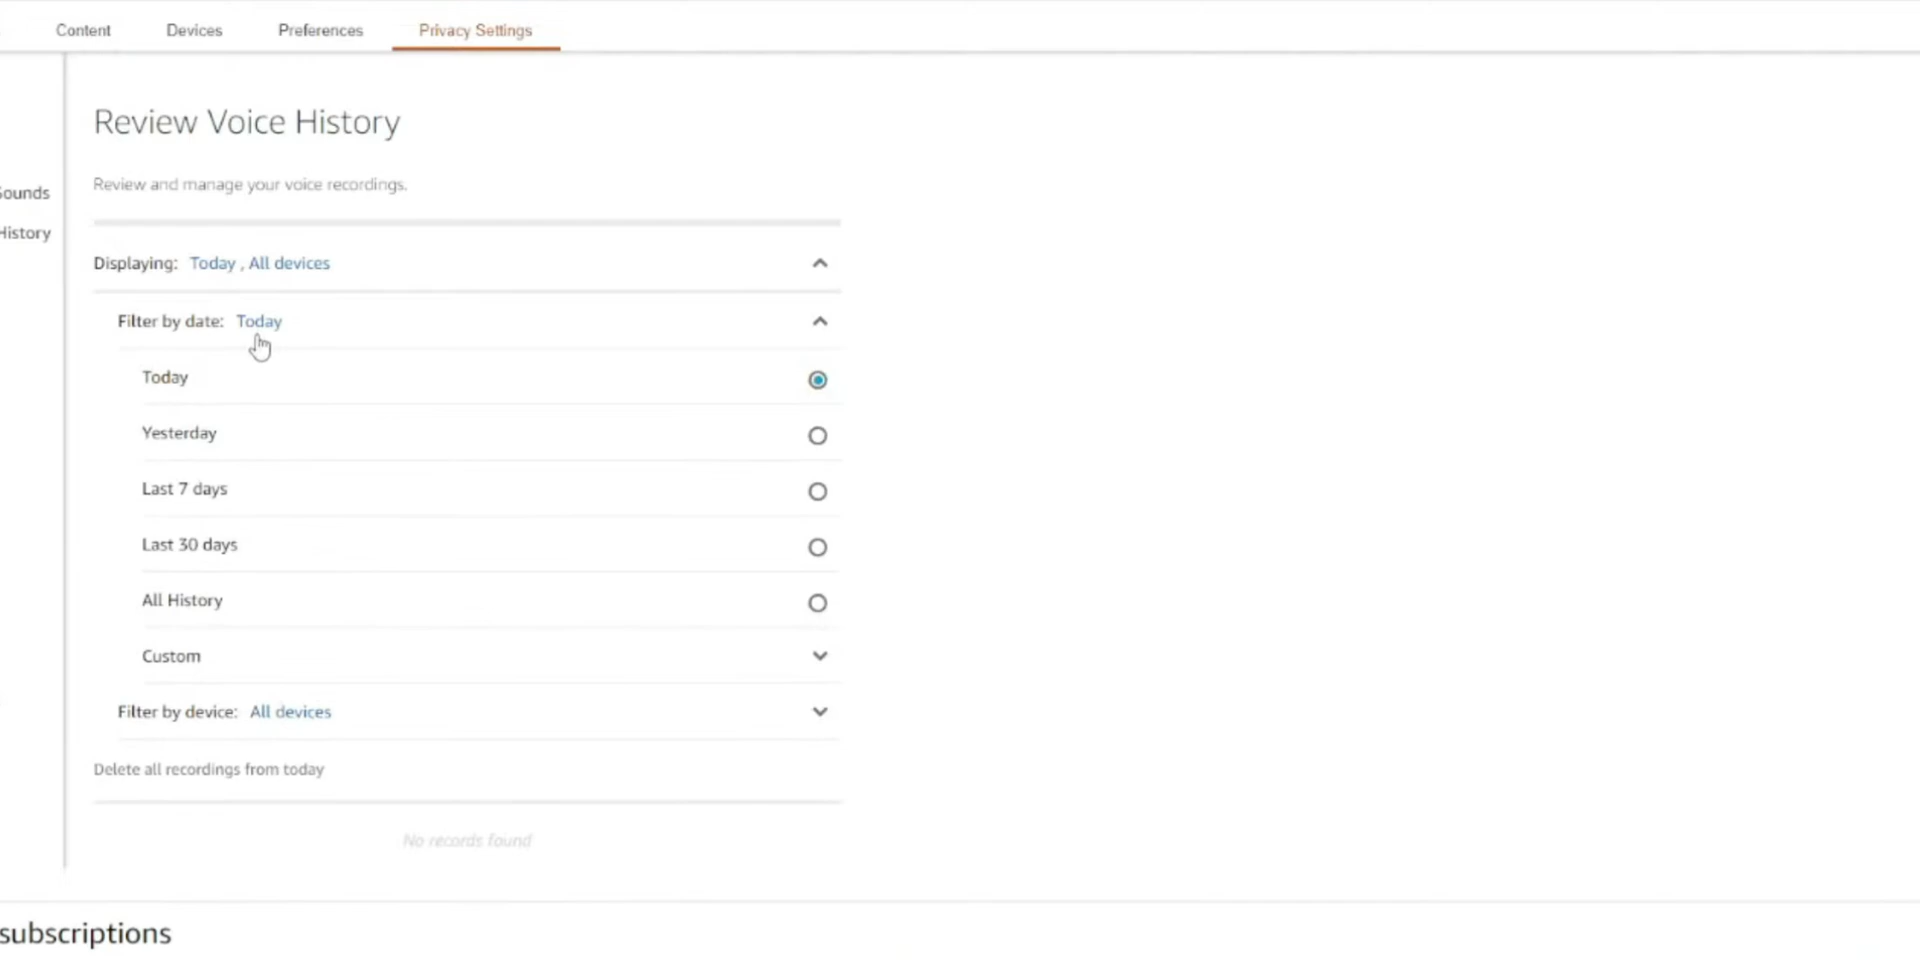 Content Devices Preferences Privacy Settings
Review Voice History
Review and manage your voice recordings.
Sounds
History
Displaying: Today , All devices
Filter by date: Today
Today
Yesterday
Last 7 days
Last 30 days
All History
Custom
Filter by device: All devices
Delete all recordings from today
No records found
subscriptions